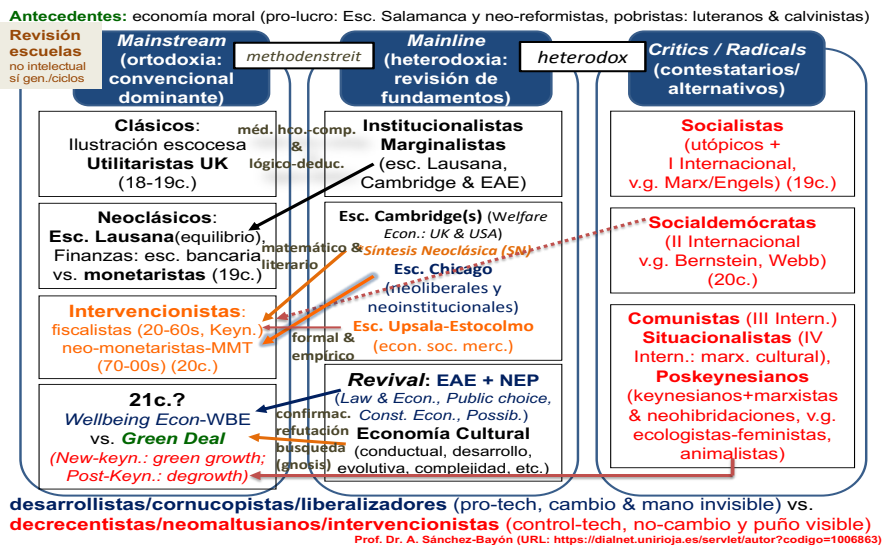 Antecedentes: economía moral (pro-lucro: Esc. Salamanca y neo-reformistas, pobristas: luteranos & calvinistas)
Revisión
escuelas
no intelectual
sí gen./ciclos
Mainstream
(ortodoxia:
convencional
dominante)
methodenstreit
Mainline
(heterodoxia:
revisión de
fundamentos)
heterodox
Critics / Radicals
(contestatarios/
alternativos)
Clásicos:
Ilustración escocesa
Utilitaristas UK
(18-19c.)
méd. hco.-comp.
&
lógico-deduc.
Institucionalistas
Marginalistas
(esc. Lausana,
Cambridge & EAE)
Socialistas
(utópicos +
I Internacional,
v.g. Marx/Engels) (19c.)
Neoclásicos:
Esc. Lausana(equilibrio),
Finanzas: esc. bancaria
vs. monetaristas (19c.)
matemático &
literario
Esc. Cambridge(s) (Welfare
Econ.: UK & USA)
*Síntesis Neoclásica (SN)
Esc. Chicago
(neoliberales y
neoinstitucionales)
Esc. Upsala-Estocolmo
(econ. soc. merc.)
Socialdemócratas
(II Internacional
v.g. Bernstein, Webb)
(20c.)
Intervencionistas:
fiscalistas (20-60s, Keyn.)
neo-monetaristas-MMT
(70-00s) (20c.)
formal &
empírico
Comunistas (III Intern.)
Situacionalistas (IV
Intern.: marx. cultural),
Poskeynesianos
(keynesianos+marxistas
& neohibridaciones, v.g.
ecologistas-feministas,
animalistas)
21c.?
Wellbeing Econ-WBE
vs. Green Deal
(New-keyn.: green growth;
Post-Keyn.: degrowth)
confirmac.
refutación
búsqueda
(gnosis)
Revival: EAE + NEP
(Law & Econ., Public choice,
Const. Econ., Possib.)
Economía Cultural
(conductual, desarrollo,
evolutiva, complejidad, etc.)
desarrollistas/cornucopistas/liberalizadores (pro-tech, cambio & mano invisible) vs.
decrecentistas/neomaltusianos/intervencionistas (control-tech, no-cambio y puño visible)
Prof. Dr. A. Sánchez-Bayón (URL: https://dialnet.unirioja.es/servlet/autor?codigo=1006863)